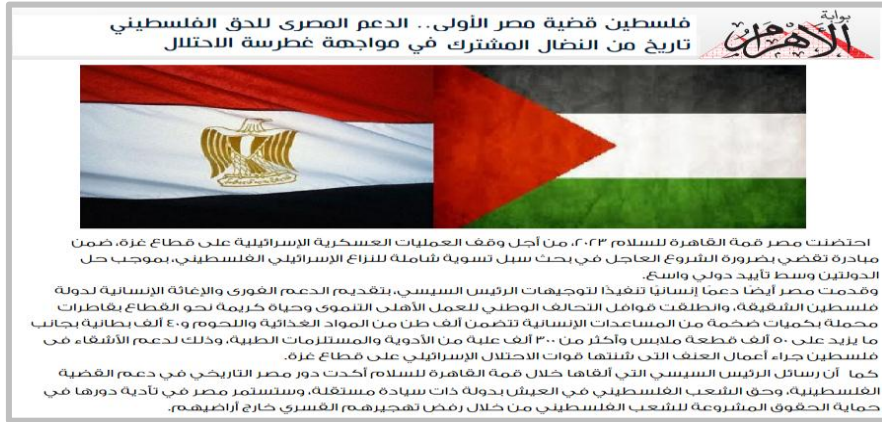 بوابة
الأهرام
فلسطين قضية مصر الأولى.. الدعم المصرى للحق الفلسطيني
تاريخ من النضال المشترك في مواجهة غطرسة الاحتلال
احتضنت مصر قمة القاهرة للسلام ٢٠٢٣، من أجل وقف العمليات العسكرية الإسرائيلية على قطاع غزة، ضمن
مبادرة تقضي بضرورة الشروع العاجل في بحث سبل تسوية شاملة للنزاع الإسرائيلي الفلسطيني، بموجب حل
الدولتين وسط تأييد دولي واسع.
وقدمت مصر أيضًا دعمًا إنسانيًا تنفيذًا لتوجيهات الرئيس السيسي، بتقديم الدعم الفورى والإغاثة الإنسانية لدولة
فلسطين الشقيقة، وانطلقت قوافل التحالف الوطني للعمل الأهلى التنموى وحياة كريمة نحو القطاع بقاطرات
محملة بكميات ضخمة من المساعدات الإنسانية تتضمن ألف طن من المواد الغذائية واللحوم و٤٠ ألف بطانية بجانب
ما يزيد على ٥٠ ألف قطعة ملابس وأكثر من ٣٠٠ ألف علبة من الأدوية والمستلزمات الطبية، وذلك لدعم الأشقاء فى
فلسطين جراء أعمال العنف التى شنتها قوات الاحتلال الإسرائيلي على قطاع غزة.
كما أن رسائل الرئيس السيسي التي ألقاها خلال قمة القاهرة للسلام أكدت دور مصر التاريخي في دعم القضية
الفلسطينية، وحق الشعب الفلسطيني في العيش بدولة ذات سيادة مستقلة، وستستمر مصر في تأدية دورها في
حماية الحقوق المشروعة للشعب الفلسطيني من خلال رفض تهجيرهم القسري خارج أراضيهم.